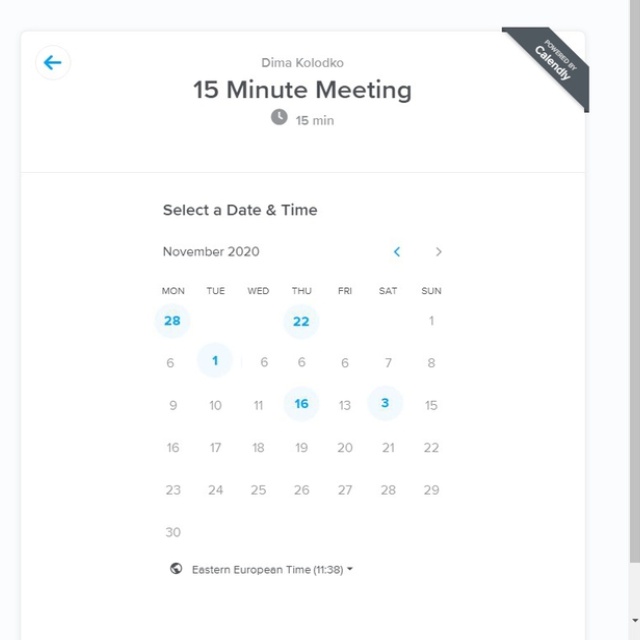 POWERED BY
Calendly
Dima Kolodko
15 Minute Meeting
15 min
Select a Date & Time
November 2020
MON TUE WED THU FRI SAT SUN
28 22 1
6 1 6 6 6 7 8
9 10 11 16 13 3 15
16 17 18 19 20 21 22
23 24 25 26 27 28 29
30
Eastern European Time (11:38)